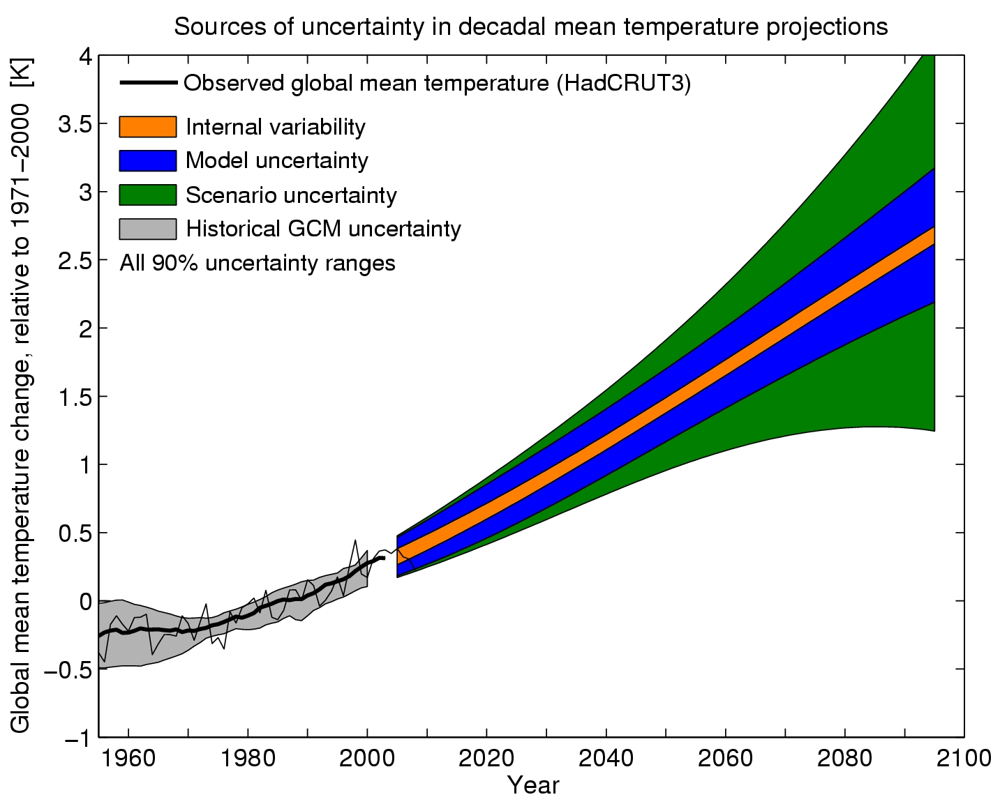 Sources of uncertainty in decadal mean temperature projections
Global mean temperature change, relative to 1971−2000 [K]
4
3.5
3
2.5
2
1.5
1
0.5
0
−0.5
−1
Observed global mean temperature (HadCRUT3)
Internal variability
Model uncertainty
Scenario uncertainty
Historical GCM uncertainty
All 90% uncertainty ranges
1960 1980 2000 2020 2040 2060 2080 2100
Year